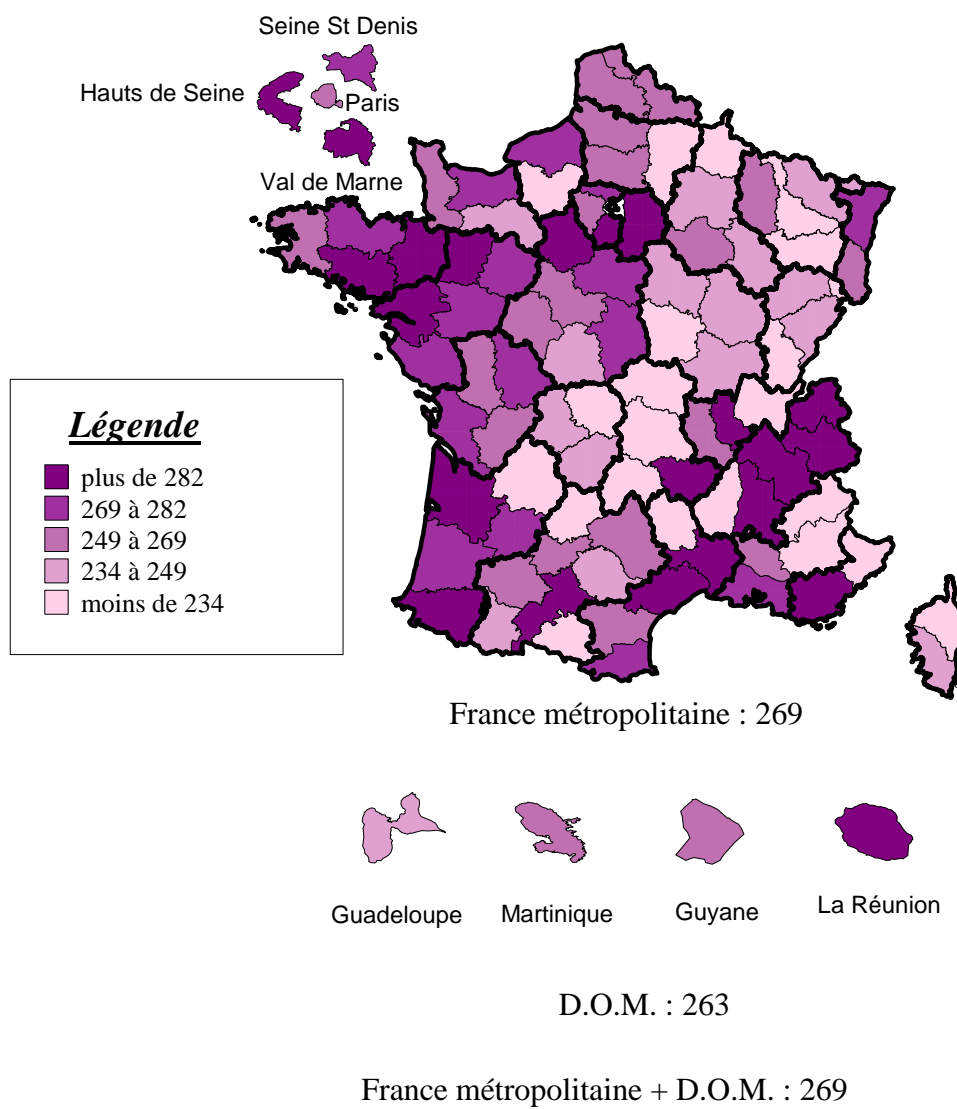 Seine St Denis
Hauts de Seine
Paris
Val de Marne
Légende
plus de 282
269 à 282
249 à 269
234 à 249
moins de 234
France métropolitaine : 269
Guadeloupe
Martinique
Guyane
La Réunion
D.O.M. : 263
France métropolitaine + D.O.M. : 269